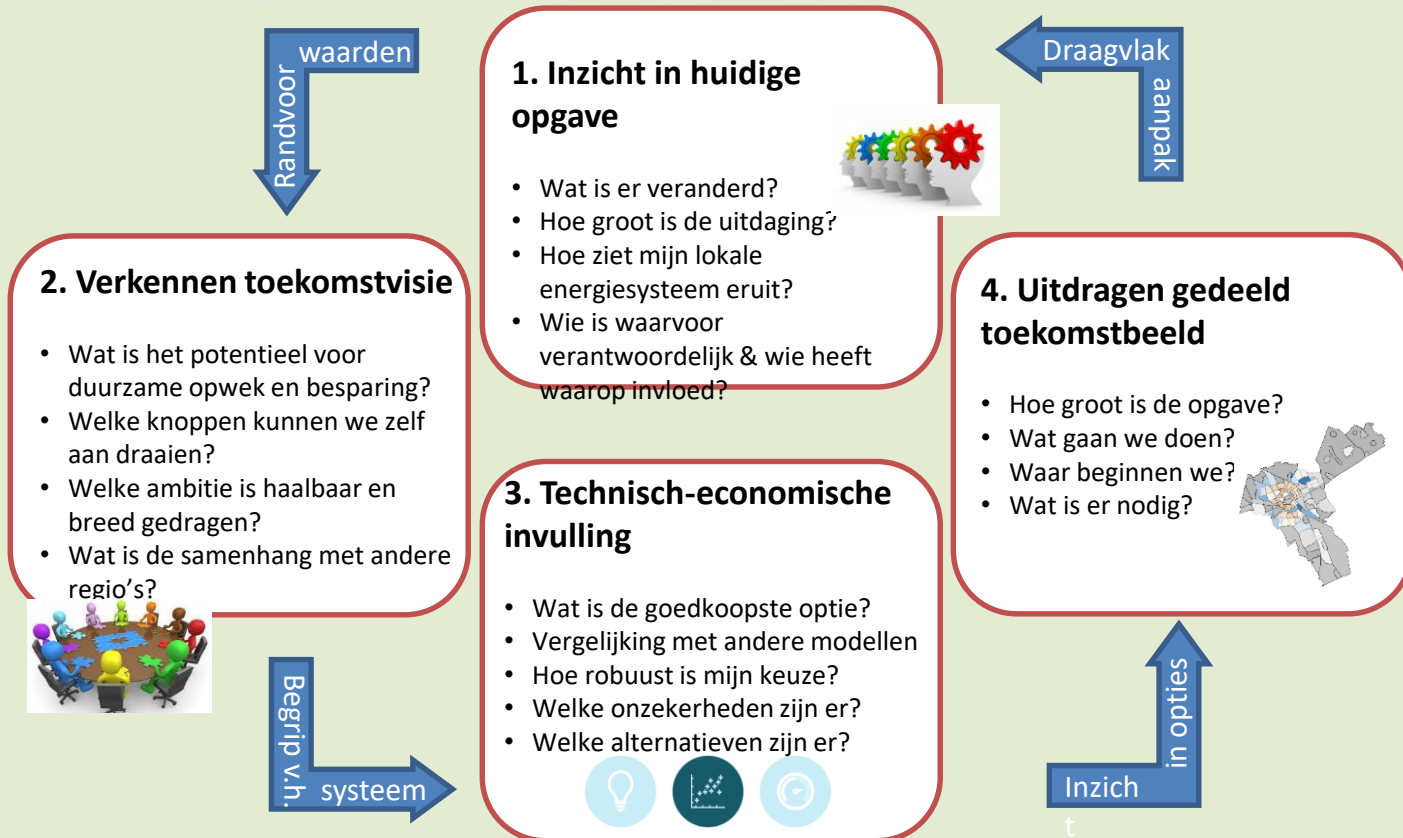 waarden
Randvoor
1. Inzicht in huidige
opgave
• Wat is er veranderd?
• Hoe groot is de uitdaging?
• Hoe ziet mijn lokale
energiesysteem eruit?
• Wie is waarvoor
verantwoordelijk & wie heeft
waarop invloed?
Draagvlak
aanpak
2. Verkennen toekomstvisie
• Wat is het potentieel voor
duurzame opwek en besparing?
• Welke knoppen kunnen we zelf
aan draaien?
• Welke ambitie is haalbaar en
breed gedragen?
• Wat is de samenhang met andere
regio's?
Begrip v.h.
systeem
3. Technisch-economische
invulling
• Wat is de goedkoopste optie?
• Vergelijking met andere modellen
• Hoe robuust is mijn keuze?
• Welke onzekerheden zijn er?
• Welke alternatieven zijn er?
Inzich
t
in opties
4. Uitdragen gedeeld
toekomstbeeld
• Hoe groot is de opgave?
• Wat gaan we doen?
• Waar beginnen we?
• Wat is er nodig?